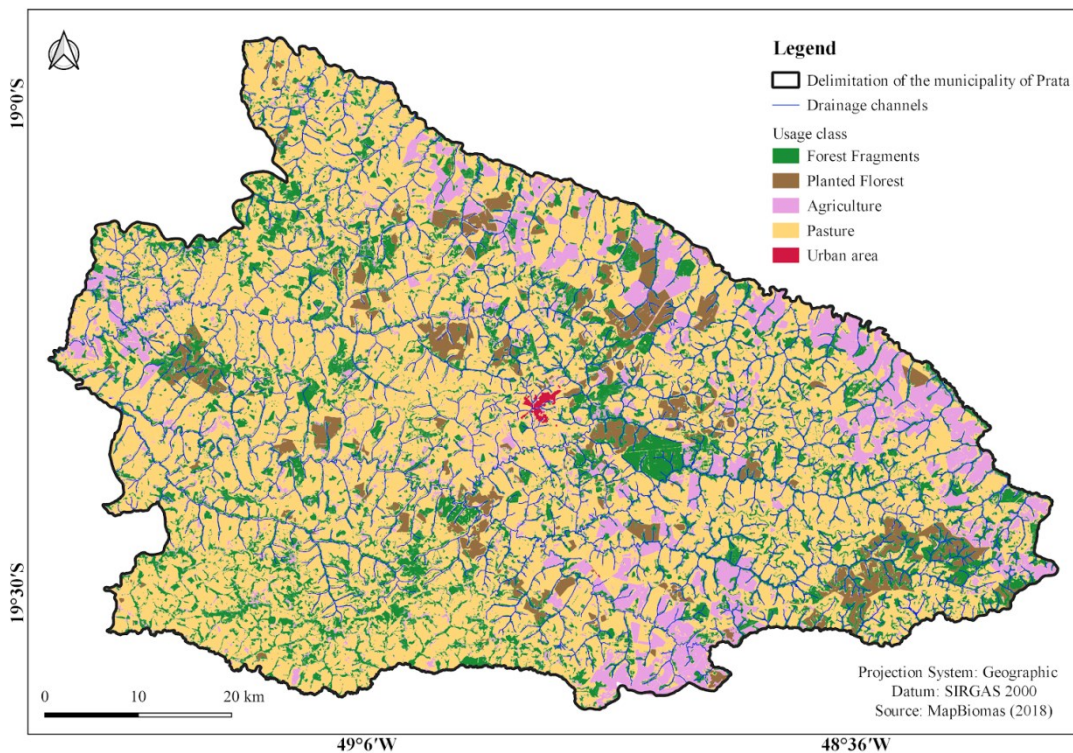 Legend
Delimitation of the municipality of Prata
Drainage channels
Usage class
Forest Fragments
Planted Florest
Agriculture
Pasture
Urban area
19°0′S
19°30′S
0 10 20 km
Projection System: Geographic
Datum: SIRGAS 2000
Source: MapBiomas (2018)
49°6′W
48°36′W